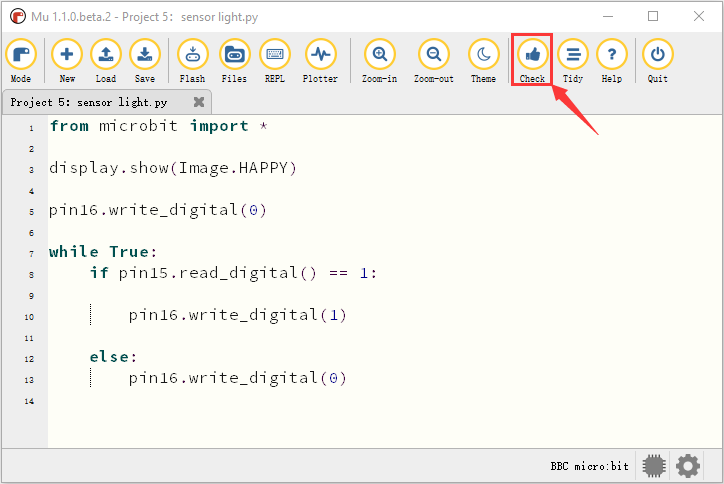 Mu 1.1.0.beta.2 - Project 5: sensor light.py
Mode New Load Save Flash Files REPL Plotter Zoom-in Zoom-out Theme Check Tidy Help Quit
Project 5: sensor light.py
1 from microbit import *
2
3 display.show(Image.HAPPY)
4
5 pin16.write_digital(0)
6
7 while True:
8 if pin15.read_digital() == 1:
9
10 pin16.write_digital(1)
11
12 else:
13 pin16.write_digital(0)
14
BBC micro:bit